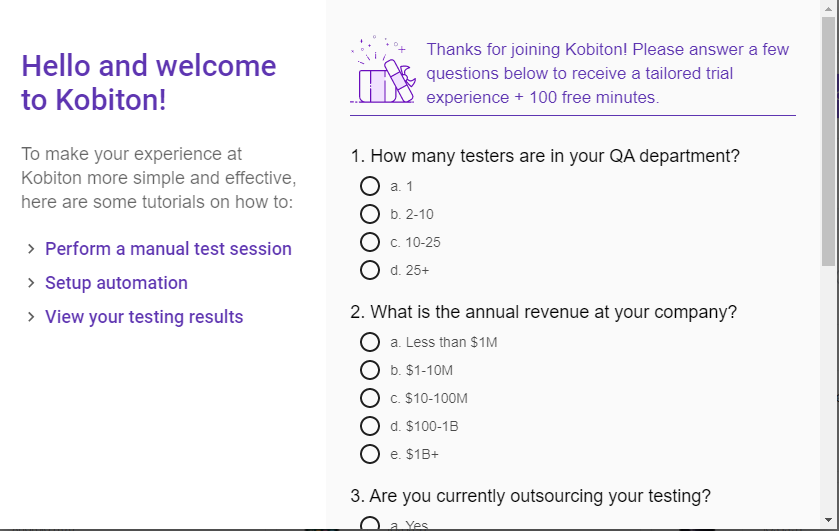 Hello and welcome
to Kobiton!
To make your experience at
Kobiton more simple and effective,
here are some tutorials on how to:
Perform a manual test session
Setup automation
View your testing results
Thanks for joining Kobiton! Please answer a few
questions below to receive a tailored trial
experience + 100 free minutes.
1. How many testers are in your QA department?
a. 1
b. 2-10
c. 10-25
d. 25+
2. What is the annual revenue at your company?
a. Less than $1M
b. $1-10M
c. $10-100M
d. $100-1B
e. $1B+
3. Are you currently outsourcing your testing?
a. Yes